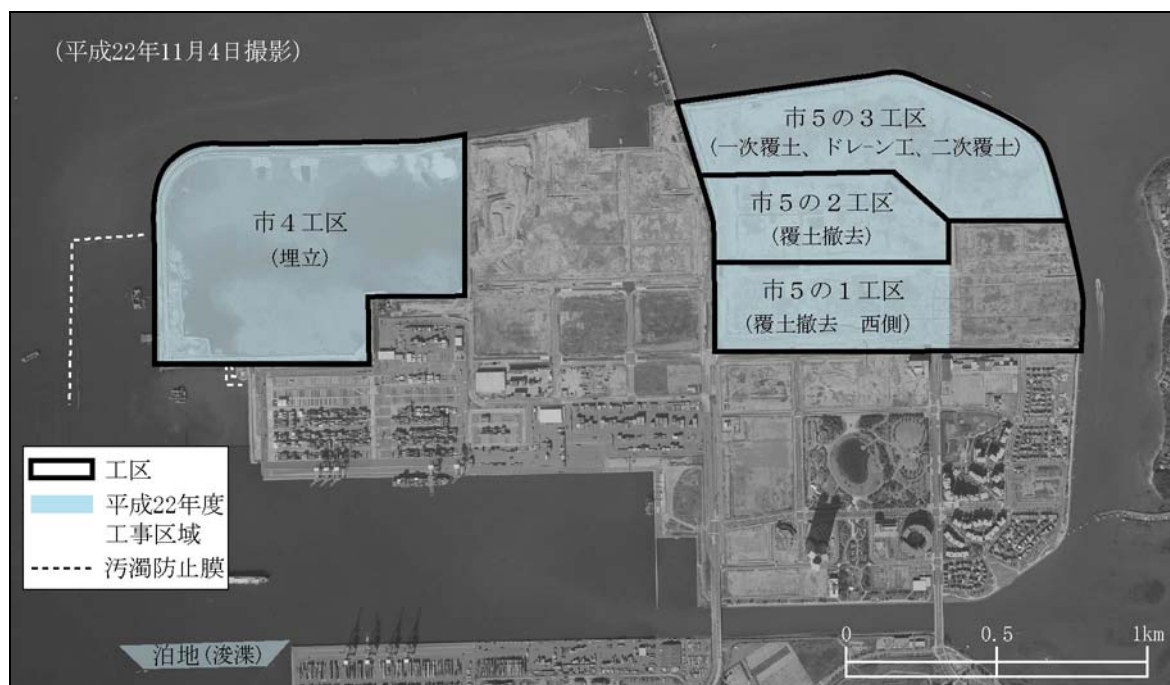 (平成22年11月4日撮影)
市5の3工区
(一次覆土、ドレーン工、二次覆土)
市5の2工区
(覆土撤去)
市4工区
(埋立)
市5の1工区
(覆土撤去　西側)
工区
平成22年度
工事区域
汚濁防止膜
泊地(浚渫)
0
0.5
1km